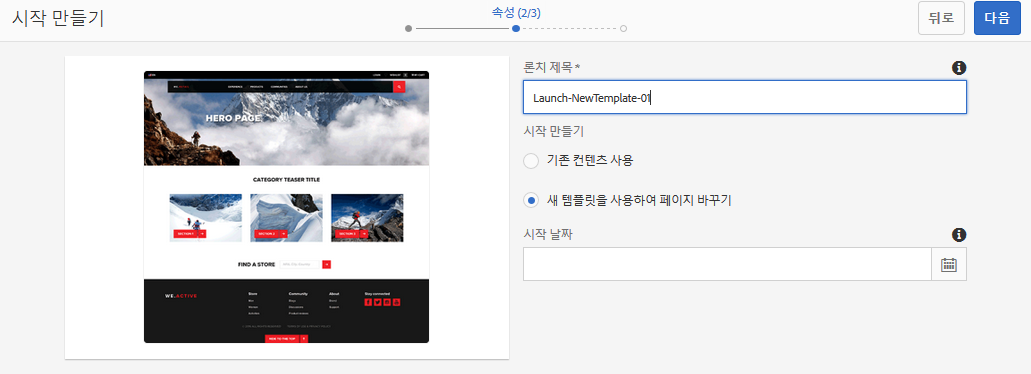 시작 만들기
속성 (2/3)
뒤로
다음
론치 제목 *
Launch-NewTemplate-01
시작 만들기
기존 컨텐츠 사용
새 템플릿을 사용하여 페이지 바꾸기
시작 날짜
HERO PAGE
CATEGORY TEASER TITLE
SECTION 1
SECTION 2
SECTION 3
FIND A STORE
WE.ACTIVE
Store
Community
About
Stay connected